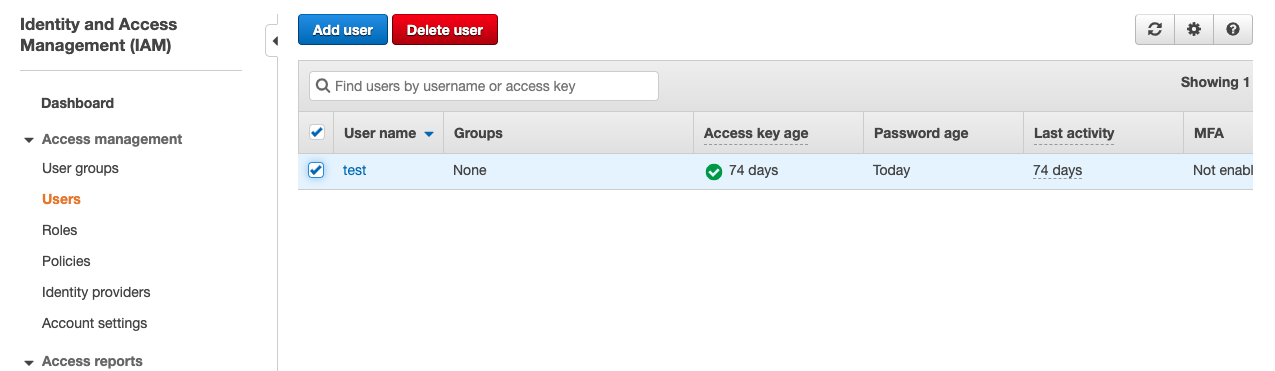 Identity and Access
Management (IAM)
Dashboard
Access management
User groups
Users
Roles
Policies
Identity providers
Account settings
Access reports
Add user
Delete user
Find users by username or access key
Showing 1
User name
Groups
Access key age
Password age
Last activity
MFA
test
None
74 days
Today
74 days
Not enabl